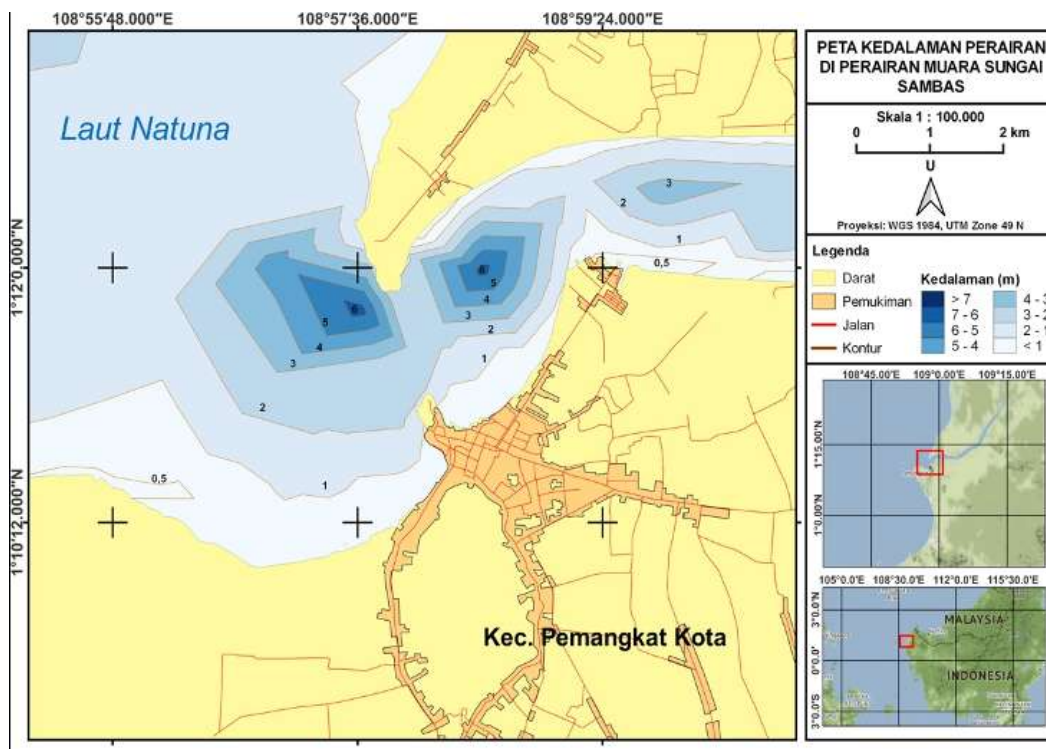 108°55'48.000"E
108°57'36.000"E
108°59'24.000"E
1°12'0.000"N
1°10'12.000"N
Laut Natuna
3
2
1
0,5
5
4
3
2
1
6
5
4
3
2
1
0,5
Kec. Pemangkat Kota
PETA KEDALAMAN PERAIRAN
DI PERAIRAN MUARA SUNGAI
SAMBAS
Skala 1 : 100.000
0 1 2 km
U
Proyeksi: WGS 1984, UTM Zone 49 N
Legenda
Darat
Pemukiman
Jalan
Kontur
Kedalaman (m)
> 7
7 - 6
6 - 5
5 - 4
4 - 3
3 - 2
2 - 1
< 1
108°45.00'E 109°0.00'E 109°15.00'E
1°15.00'N
1°0.00'N
105°0.0'E 108°30.0'E 112°0.0'E 115°30.0'E
3°0.0'N
0°0.0'
3°0.0'S
MALAYSIA
INDONESIA